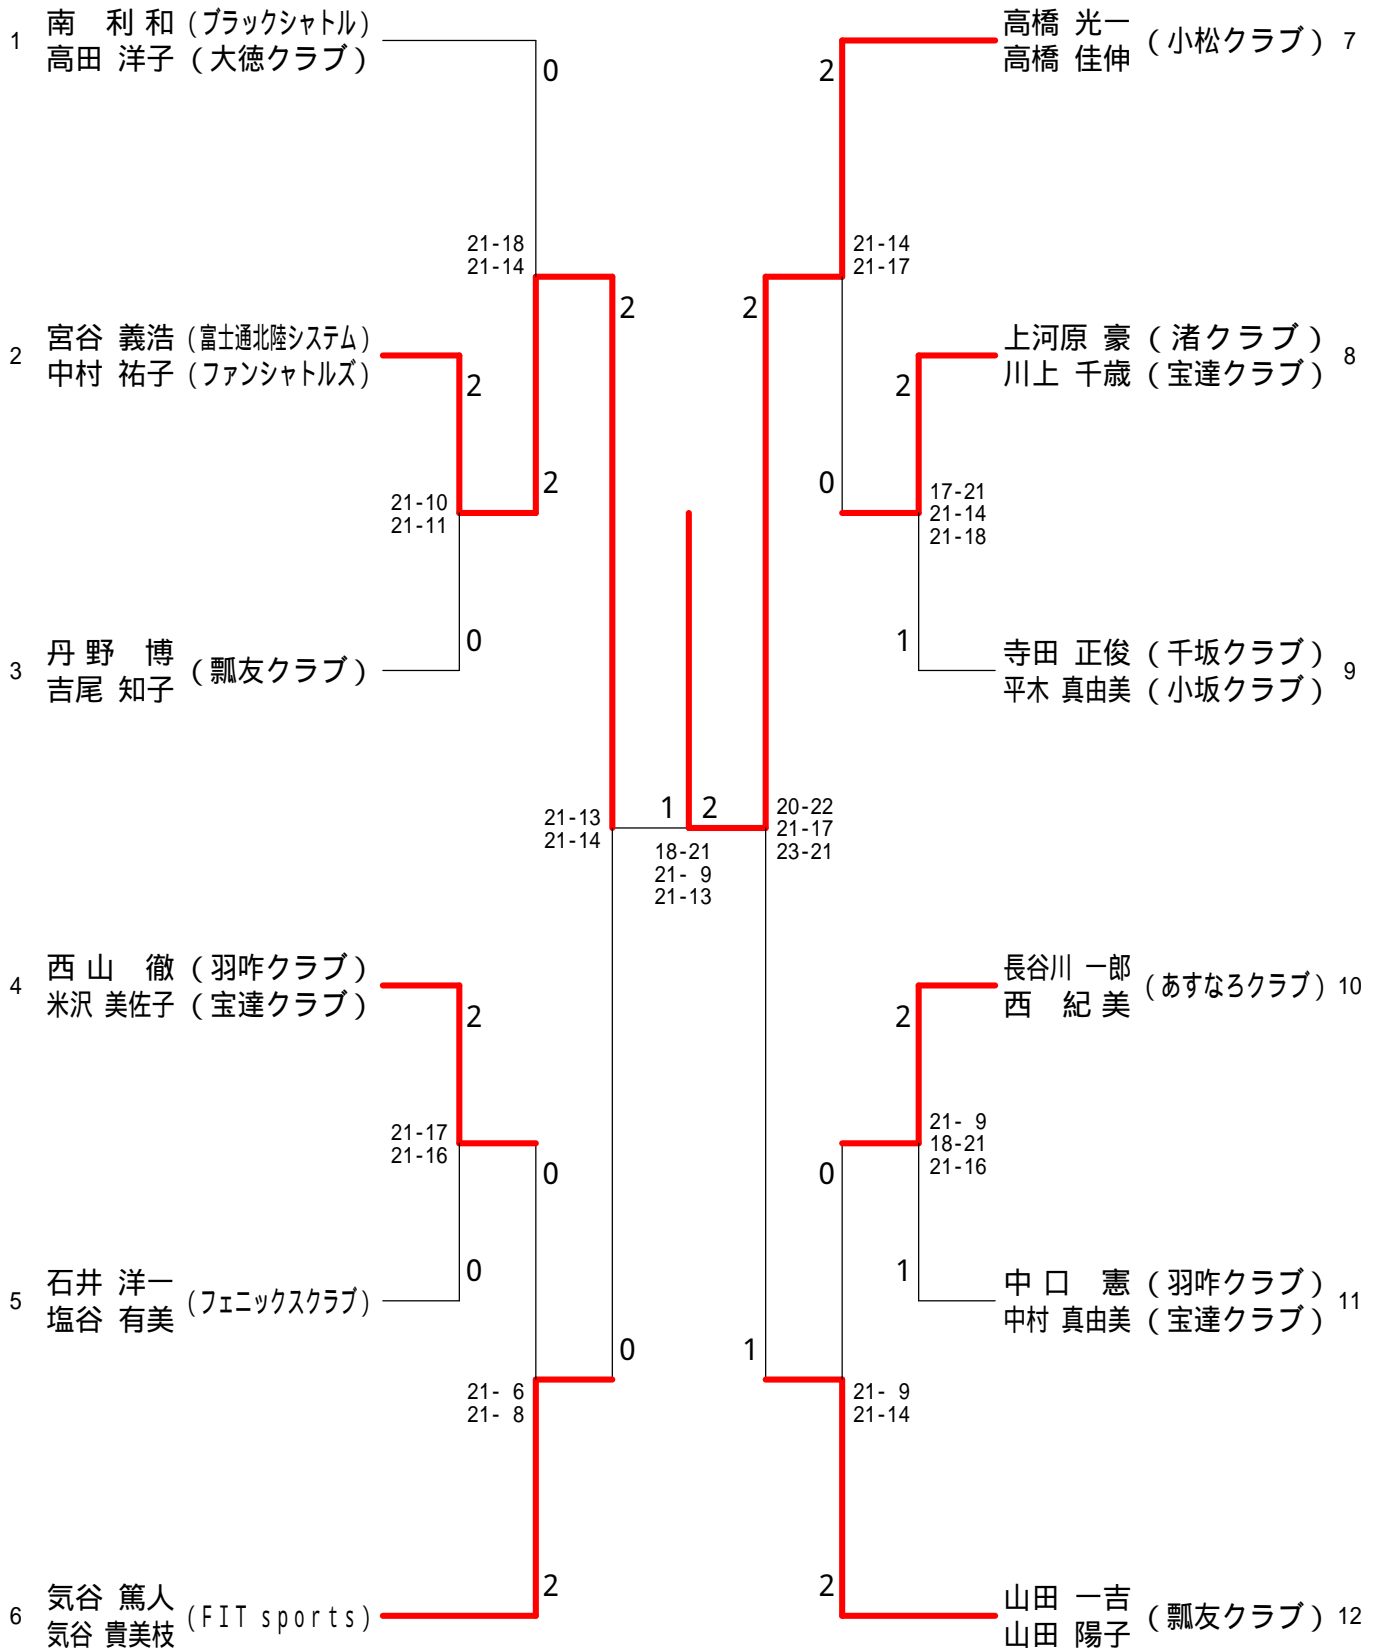 1 南 利和 (ブラックシャトル)
高田 洋子 (大徳クラブ)
0
21-18
21-14
2 宮谷 義浩 (富士通北陸システム)
中村 祐子 (ファンシャトルズ)
2
2
21-10
21-11
2
0
3 丹野 博 (瓢友クラブ)
吉尾 知子
21-13
21-14
1
2
18-21
21- 9
21-13
4 西山 徹 (羽咋クラブ)
米沢 美佐子 (宝達クラブ)
2
21-17
21-16
0
0
5 石井 洋一 (フェニックスクラブ)
塩谷 有美
0
21- 6
21- 8
2
6 気谷 篤人 (FIT sports)
気谷 貴美枝
高橋 光一 (小松クラブ) 7
高橋 佳伸
2
21-14
21-17
2
上河原 豪 (渚クラブ) 8
川上 千歳 (宝達クラブ)
2
0
17-21
21-14
21-18
1
寺田 正俊 (千坂クラブ) 9
平木 真由美 (小坂クラブ)
20-22
21-17
23-21
長谷川 一郎 (あすなろクラブ) 10
西 紀美
2
21- 9
18-21
21-16
0
1
中口 憲 (羽咋クラブ) 11
中村 真由美 (宝達クラブ)
1
21- 9
21-14
2
山田 一吉 (瓢友クラブ) 12
山田 陽子